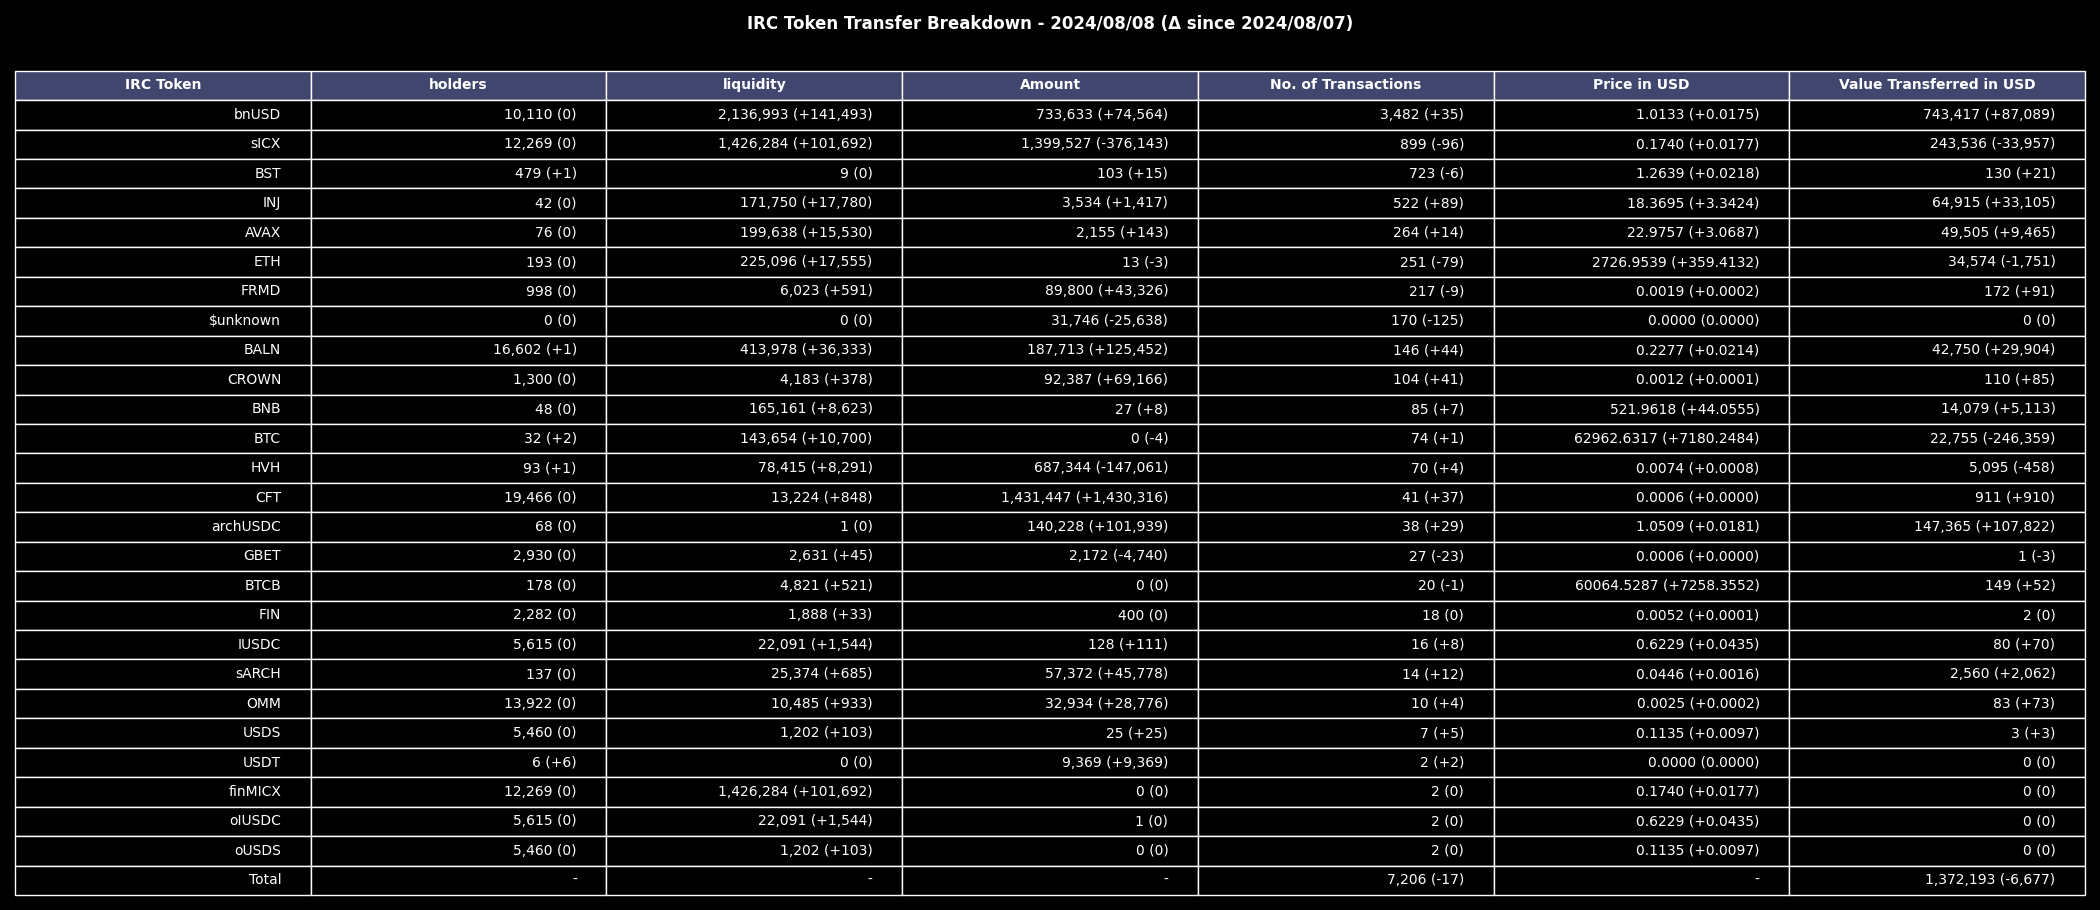 IRC Token Transfer Breakdown - 2024/08/08 (Δ since 2024/08/07)
IRC Token holders liquidity Amount No. of Transactions Price in USD Value Transferred in USD
bnUSD 10,110 (0) 2,136,993 (+141,493) 733,633 (+74,564) 3,482 (+35) 1.0133 (+0.0175) 743,417 (+87,089)
sICX 12,269 (0) 1,426,284 (+101,692) 1,399,527 (-376,143) 899 (-96) 0.1740 (+0.0177) 243,536 (-33,957)
BST 479 (+1) 9 (0) 103 (+15) 723 (-6) 1.2639 (+0.0218) 130 (+21)
INJ 42 (0) 171,750 (+17,780) 3,534 (+1,417) 522 (+89) 18.3695 (+3.3424) 64,915 (+33,105)
AVAX 76 (0) 199,638 (+15,530) 2,155 (+143) 264 (+14) 22.9757 (+3.0687) 49,505 (+9,465)
ETH 193 (0) 225,096 (+17,555) 13 (-3) 251 (-79) 2726.9539 (+359.4132) 34,574 (-1,751)
FRMD 998 (0) 6,023 (+591) 89,800 (+43,326) 217 (-9) 0.0019 (+0.0002) 172 (+91)
$unknown 0 (0) 0 (0) 31,746 (-25,638) 170 (-125) 0.0000 (0.0000) 0 (0)
BALN 16,602 (+1) 413,978 (+36,333) 187,713 (+125,452) 146 (+44) 0.2277 (+0.0214) 42,750 (+29,904)
CROWN 1,300 (0) 4,183 (+378) 92,387 (+69,166) 104 (+41) 0.0012 (+0.0001) 110 (+85)
BNB 48 (0) 165,161 (+8,623) 27 (+8) 85 (+7) 521.9618 (+44.0555) 14,079 (+5,113)
BTC 32 (+2) 143,654 (+10,700) 0 (-4) 74 (+1) 62962.6317 (+7180.2484) 22,755 (-246,359)
HVH 93 (+1) 78,415 (+8,291) 687,344 (-147,061) 70 (+4) 0.0074 (+0.0008) 5,095 (-458)
CFT 19,466 (0) 13,224 (+848) 1,431,447 (+1,430,316) 41 (+37) 0.0006 (+0.0000) 911 (+910)
archUSDC 68 (0) 1 (0) 140,228 (+101,939) 38 (+29) 1.0509 (+0.0181) 147,365 (+107,822)
GBET 2,930 (0) 2,631 (+45) 2,172 (-4,740) 27 (-23) 0.0006 (+0.0000) 1 (-3)
BTCB 178 (0) 4,821 (+521) 0 (0) 20 (-1) 60064.5287 (+7258.3552) 149 (+52)
FIN 2,282 (0) 1,888 (+33) 400 (0) 18 (0) 0.0052 (+0.0001) 2 (0)
IUSDC 5,615 (0) 22,091 (+1,544) 128 (+111) 16 (+8) 0.6229 (+0.0435) 80 (+70)
sARCH 137 (0) 25,374 (+685) 57,372 (+45,778) 14 (+12) 0.0446 (+0.0016) 2,560 (+2,062)
OMM 13,922 (0) 10,485 (+933) 32,934 (+28,776) 10 (+4) 0.0025 (+0.0002) 83 (+73)
USDS 5,460 (0) 1,202 (+103) 25 (+25) 7 (+5) 0.1135 (+0.0097) 3 (+3)
USDT 6 (+6) 0 (0) 9,369 (+9,369) 2 (+2) 0.0000 (0.0000) 0 (0)
finMICX 12,269 (0) 1,426,284 (+101,692) 0 (0) 2 (0) 0.1740 (+0.0177) 0 (0)
oIUSDC 5,615 (0) 22,091 (+1,544) 1 (0) 2 (0) 0.6229 (+0.0435) 0 (0)
oUSDS 5,460 (0) 1,202 (+103) 0 (0) 2 (0) 0.1135 (+0.0097) 0 (0)
Total - - - 7,206 (-17) - 1,372,193 (-6,677)